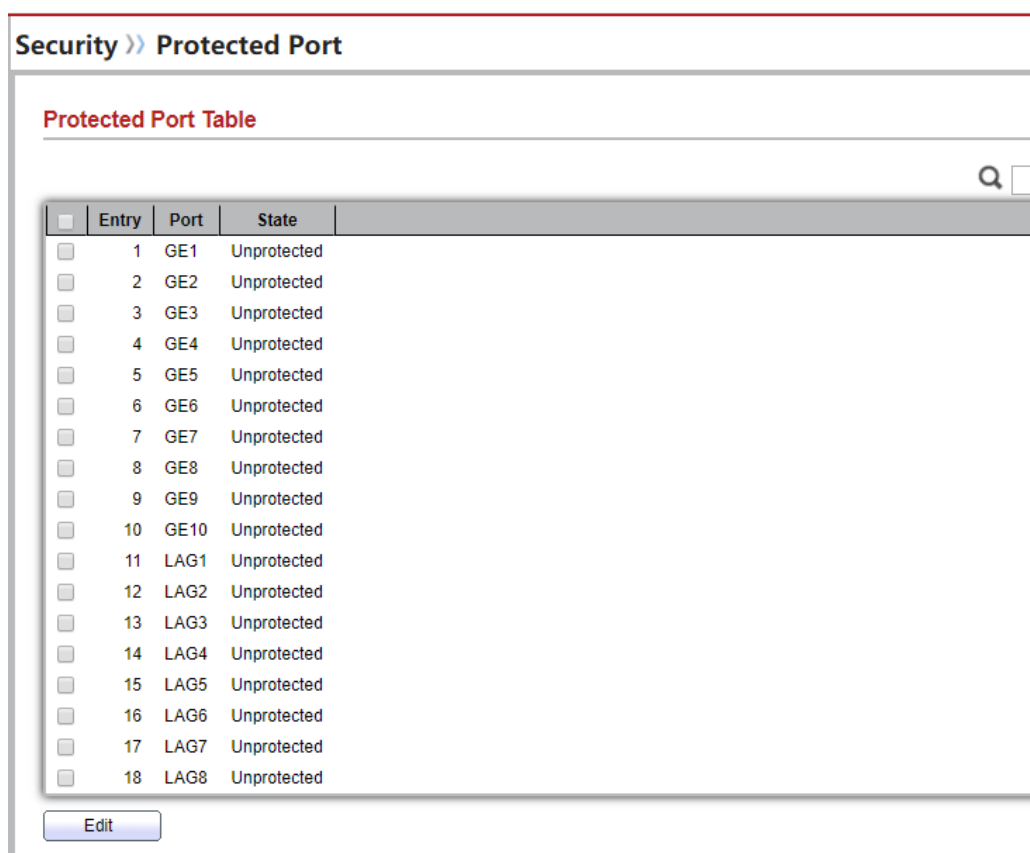 Security » Protected Port
Protected Port Table
Entry Port State
1 GE1 Unprotected
2 GE2 Unprotected
3 GE3 Unprotected
4 GE4 Unprotected
5 GE5 Unprotected
6 GE6 Unprotected
7 GE7 Unprotected
8 GE8 Unprotected
9 GE9 Unprotected
10 GE10 Unprotected
11 LAG1 Unprotected
12 LAG2 Unprotected
13 LAG3 Unprotected
14 LAG4 Unprotected
15 LAG5 Unprotected
16 LAG6 Unprotected
17 LAG7 Unprotected
18 LAG8 Unprotected
Edit